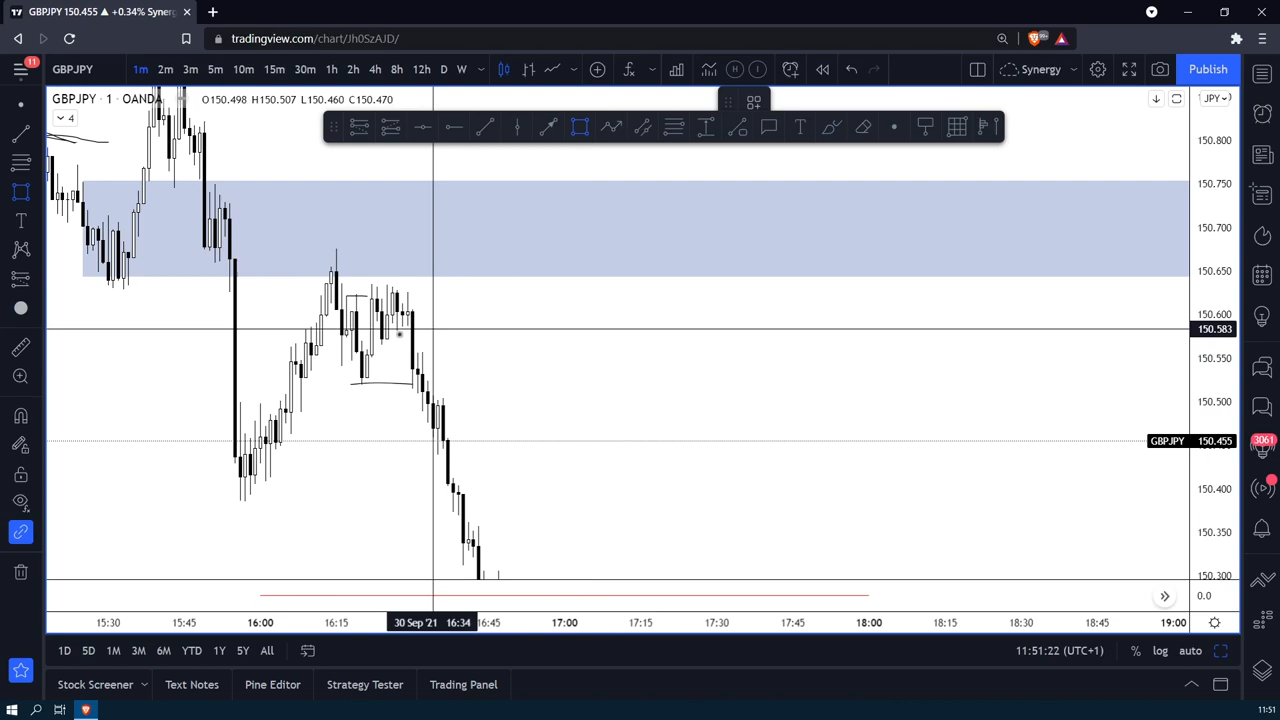 GBPJPY 150.455 ▲ +0.34% Synerg
tradingview.com/chart/Jh0SzAJD/
99+
11
GBPJPY 1m 2m 3m 5m 10m 15m 30m 1h 2h 4h 8h 12h D W H I Synergy Publish
GBPJPY · 1 · OANDA O150.498 H150.507 L150.460 C150.470
4
JPY
150.800
150.750
150.700
150.650
150.600
150.583
150.550
150.500
GBPJPY 150.455
150.400
150.350
150.300
0.0
3061
15:30 15:45 16:00 16:15 30 Sep '21 16:34 16:45 17:00 17:15 17:30 17:45 18:00 18:15 18:30 18:45 19:00
1D 5D 1M 3M 6M YTD 1Y 5Y All 11:51:22 (UTC+1) % log auto
Stock Screener Text Notes Pine Editor Strategy Tester Trading Panel
11:51